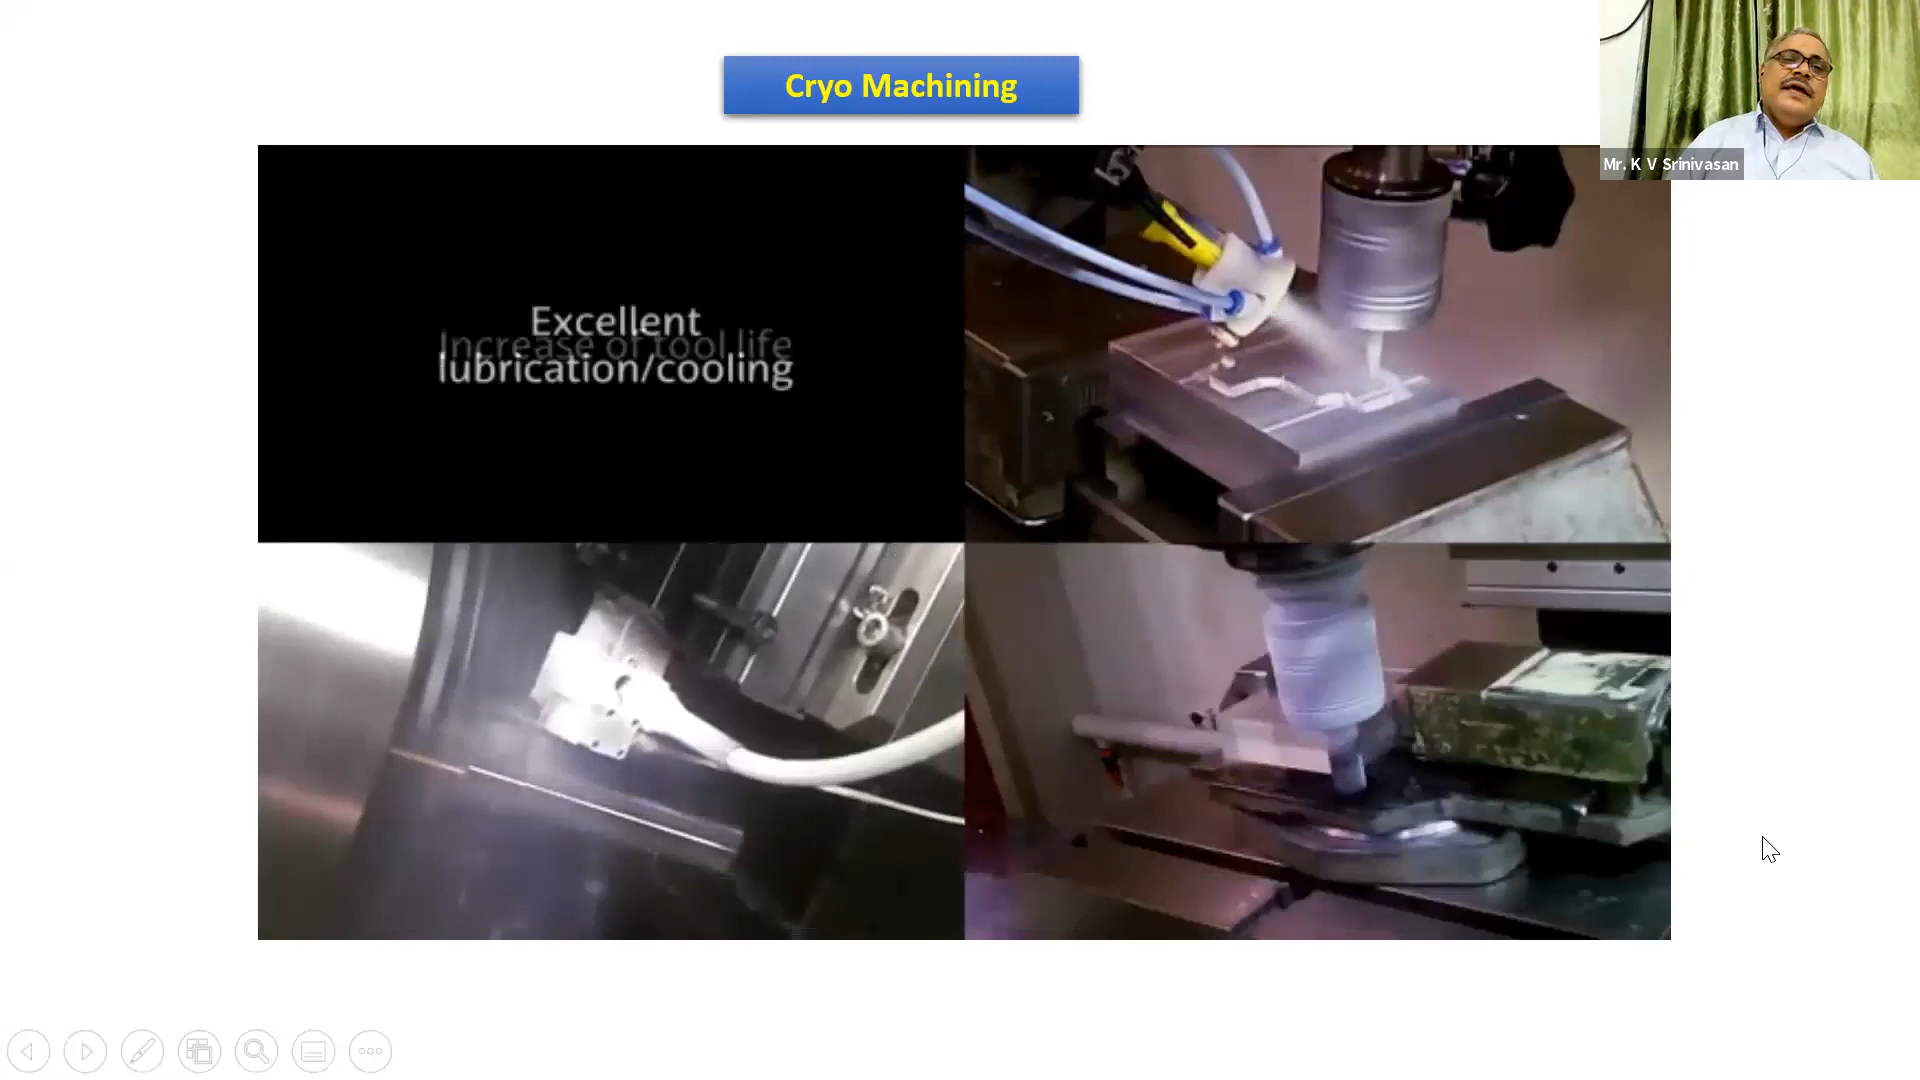 Cryo Machining
Mr. K V Srinivasan
Excellent
Increase of tool life
lubrication/cooling